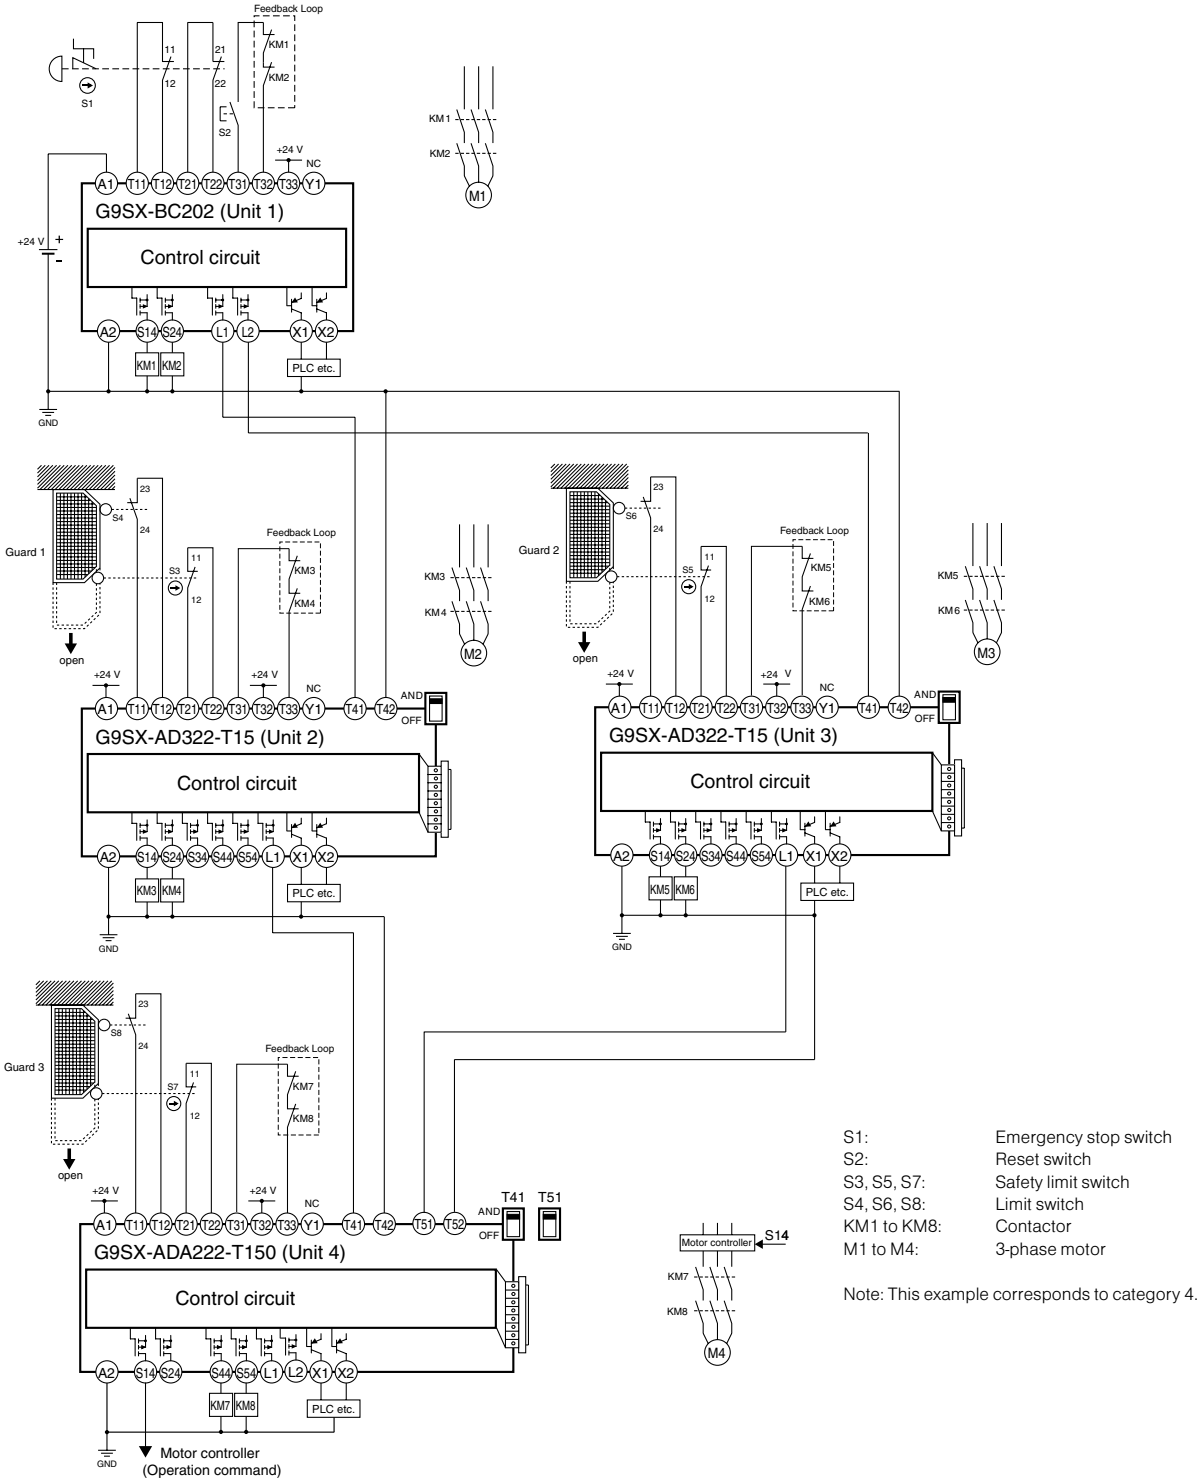 Feedback Loop
KM1
KM2
11
12
21
22
S1
S2
+24 V
NC
A1 T11 T12 T21 T22 T31 T32 T33 Y1
G9SX-BC202 (Unit 1)
Control circuit
+24 V
+
-
A2 S14 S24 L1 L2 X1 X2
KM1 KM2 PLC etc.
GND
KM1
KM2
M1
Guard 1
open
S4
23
24
S3
11
12
Feedback Loop
KM3
KM4
KM3
KM4
M2
+24 V
+24 V
NC
A1 T11 T12 T21 T22 T31 T32 T33 Y1 T41 T42
AND
OFF
G9SX-AD322-T15 (Unit 2)
Control circuit
A2 S14 S24 S34 S44 S54 L1 X1 X2
KM3 KM4 PLC etc.
GND
Guard 2
open
S6
23
24
S5
11
12
Feedback Loop
KM5
KM6
KM5
KM6
M3
+24 V
+24 V
NC
A1 T11 T12 T21 T22 T31 T32 T33 Y1 T41 T42
AND
OFF
G9SX-AD322-T15 (Unit 3)
Control circuit
A2 S14 S24 S34 S44 S54 L1 X1 X2
KM5 KM6 PLC etc.
GND
Guard 3
open
S8
23
24
S7
11
12
Feedback Loop
KM7
KM8
+24 V
+24 V
NC
A1 T11 T12 T21 T22 T31 T32 T33 Y1 T41 T42 T51 T52
T41 T51
AND
OFF
G9SX-ADA222-T150 (Unit 4)
Control circuit
A2 S14 S24 S44 S54 L1 L2 X1 X2
KM7 KM8 PLC etc.
GND
Motor controller
(Operation command)
Motor controller S14
KM7
KM8
M4
S1: Emergency stop switch
S2: Reset switch
S3, S5, S7: Safety limit switch
S4, S6, S8: Limit switch
KM1 to KM8: Contactor
M1 to M4: 3-phase motor
Note: This example corresponds to category 4.